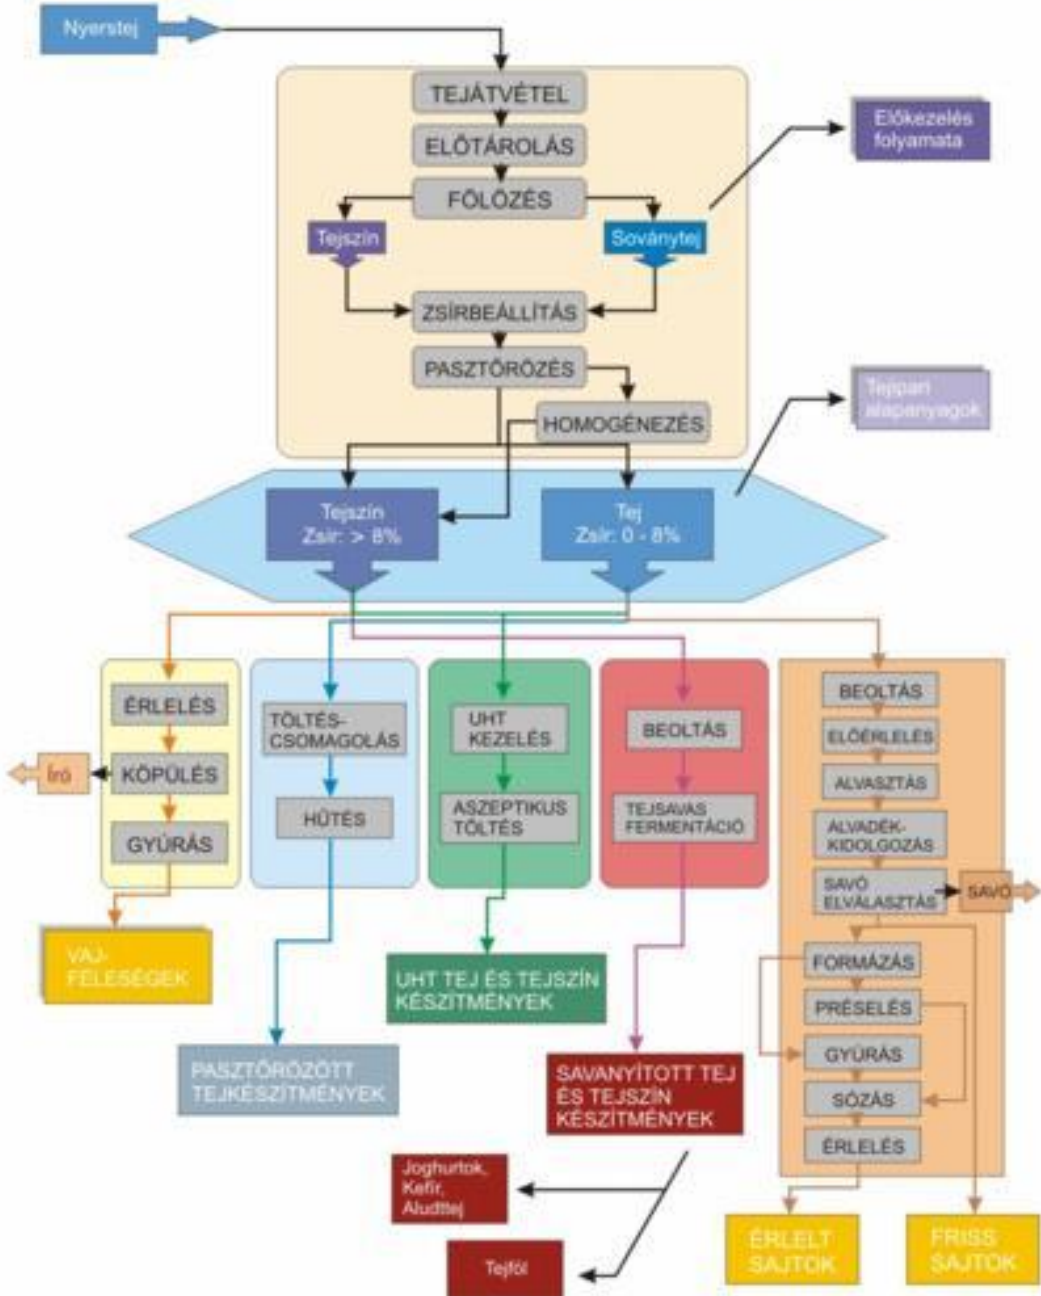 Nyerstej
TEJÁTVÉTEL
Előkezelés
folyamata
ELŐTÁROLÁS
FÖLÖZÉS
Tejszín
Soványtej
ZSÍRBEÁLLÍTÁS
PASZTŐRÖZÉS
Tejipari
alapanyagok
HOMOGÉNEZÉS
Tejszín
Zsír: > 8%
Tej
Zsír: 0 - 8%
ÉRLELÉS
KÖPÜLÉS
Író
GYÚRÁS
VAJ-
FÉLESÉGEK
TÖLTÉS-
CSOMAGOLÁS
HŰTÉS
PASZTŐRÖZÖTT
TEJKÉSZÍTMÉNYEK
UHT
KEZELÉS
ASZEPTIKUS
TÖLTÉS
UHT TEJ ÉS TEJSZÍN
KÉSZÍTMÉNYEK
BEOLTÁS
TEJSAVAS
FERMENTÁCIÓ
SAVANYÍTOTT TEJ
ÉS TEJSZÍN
KÉSZÍTMÉNYEK
Joghurtok,
Kefír,
Aludttej
Tejföl
BEOLTÁS
ELŐÉRLELÉS
ALVASZTÁS
ALVADÉK-
KIDOLGOZÁS
SAVÓ
ELVÁLASZTÁS
SAVÓ
FORMÁZÁS
PRÉSELÉS
GYÚRÁS
SÓZÁS
ÉRLELÉS
ÉRLELT
SAJTOK
FRISS
SAJTOK